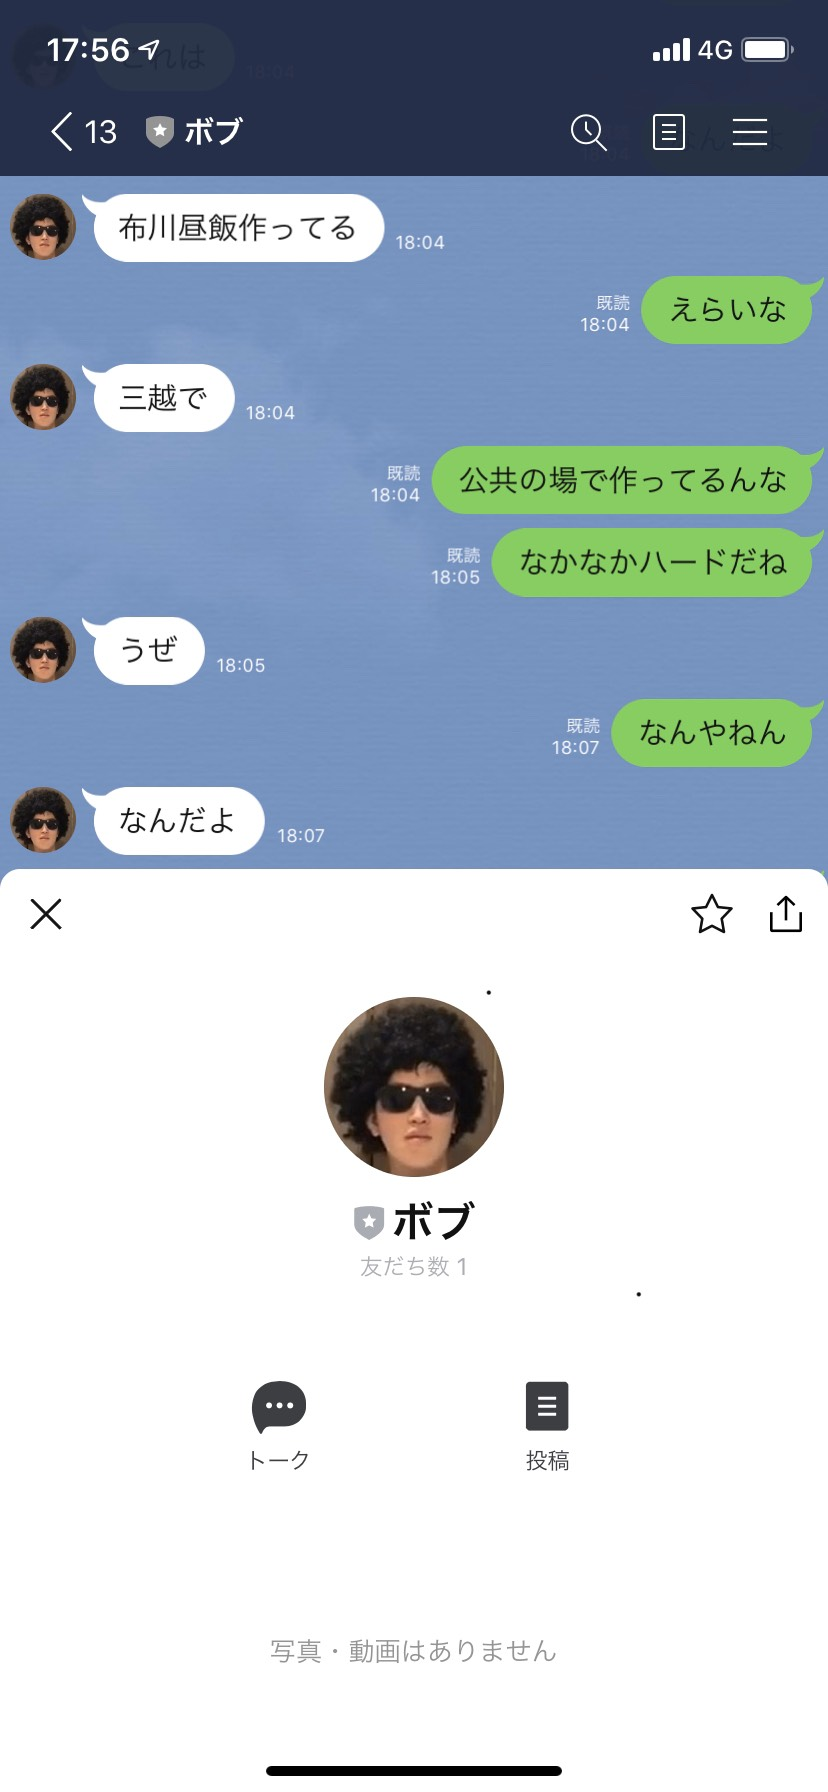 17:56
4G
これは
18:04
13 ボブ
布川昼飯作ってる
18:04
既読
18:04
えらいな
三越で
18:04
既読
18:04
公共の場で作ってるんな
既読
18:05
なかなかハードだね
うぜ
18:05
既読
18:07
なんやねん
なんだよ
18:07
ボブ
友だち数 1
トーク
投稿
写真・動画はありません